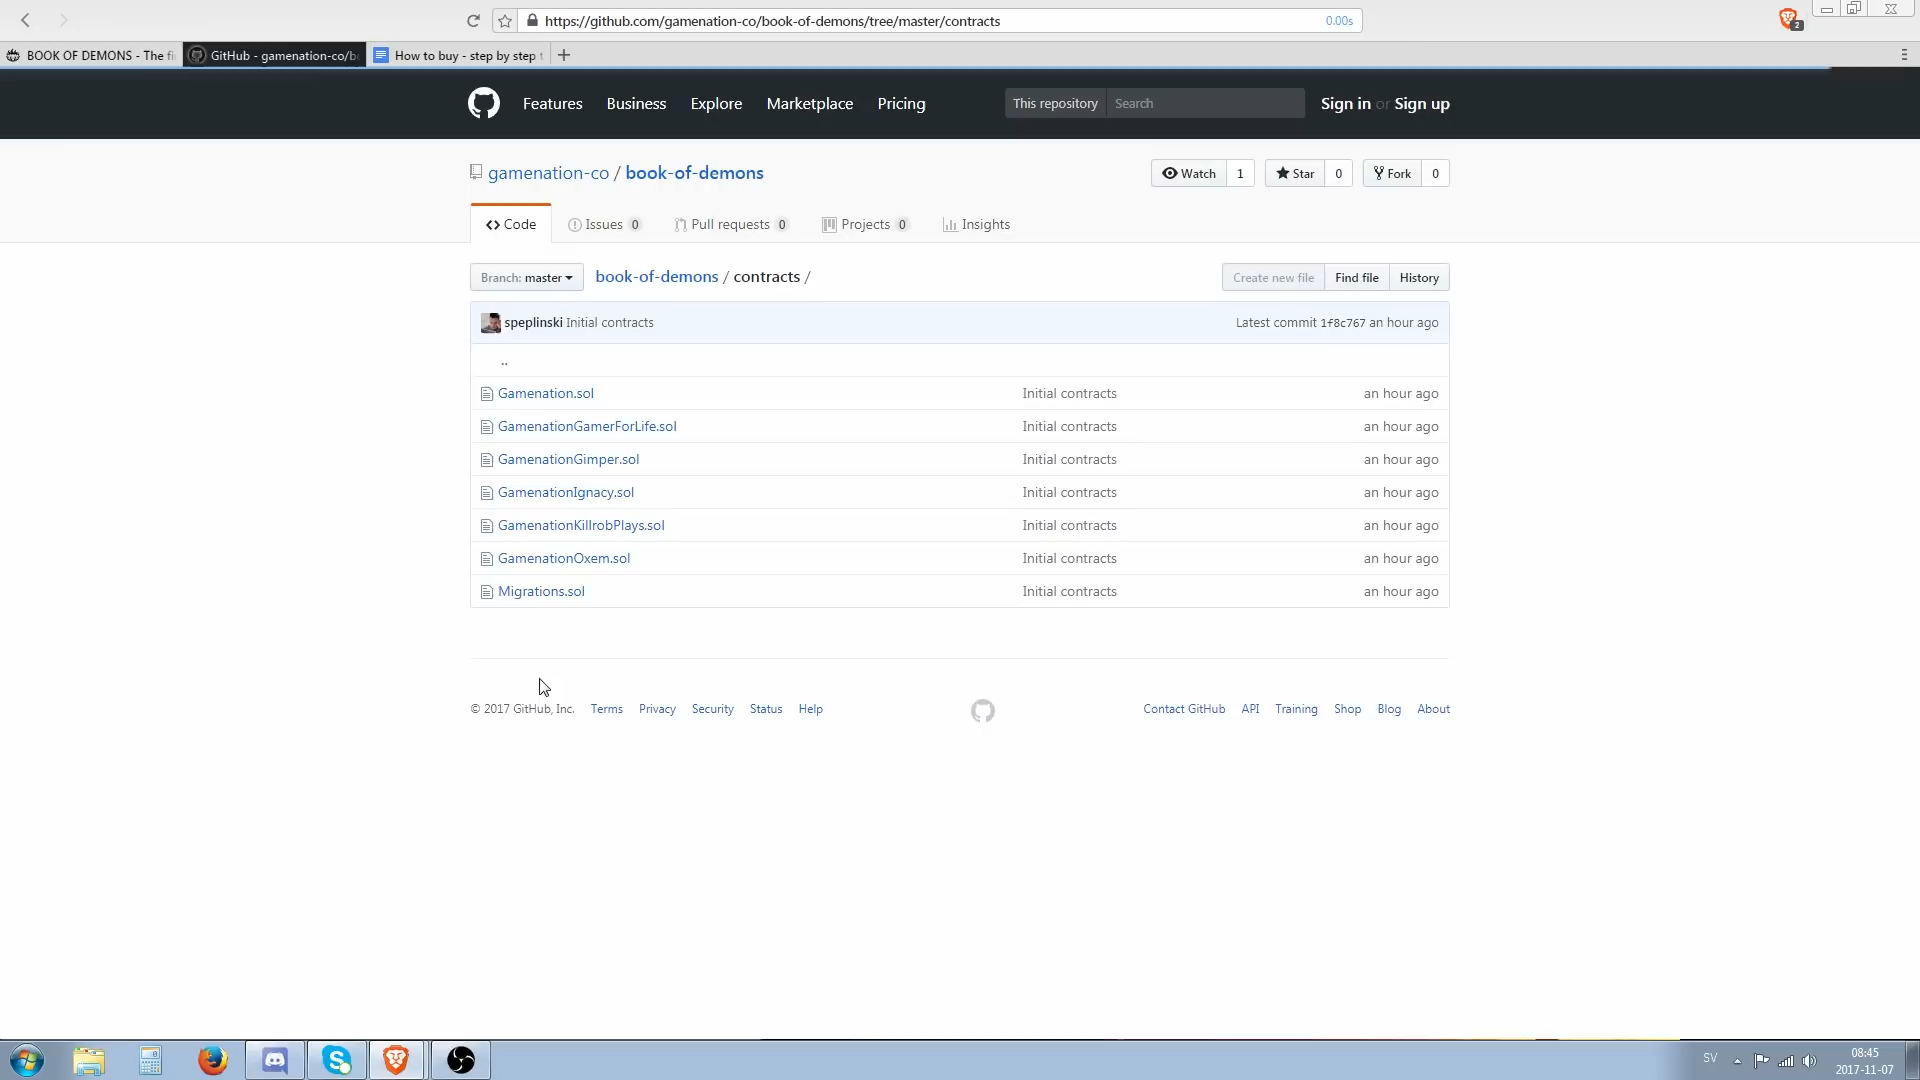 https://github.com/gamenation-co/book-of-demons/tree/master/contracts 0.00s 2
BOOK OF DEMONS - The fi GitHub - gamenation-co/b How to buy - step by step
Features Business Explore Marketplace Pricing This repository Search Sign in or Sign up
gamenation-co / book-of-demons Watch 1 Star 0 Fork 0
Code Issues 0 Pull requests 0 Projects 0 Insights
Branch: master book-of-demons / contracts / Create new file Find file History
speplinski Initial contracts Latest commit 1f8c767 an hour ago
..
Gamenation.sol Initial contracts an hour ago
GamenationGamerForLife.sol Initial contracts an hour ago
GamenationGimper.sol Initial contracts an hour ago
GamenationIgnacy.sol Initial contracts an hour ago
GamenationKillrobPlays.sol Initial contracts an hour ago
GamenationOxem.sol Initial contracts an hour ago
Migrations.sol Initial contracts an hour ago
© 2017 GitHub, Inc. Terms Privacy Security Status Help Contact GitHub API Training Shop Blog About
SV 08:45
2017-11-07